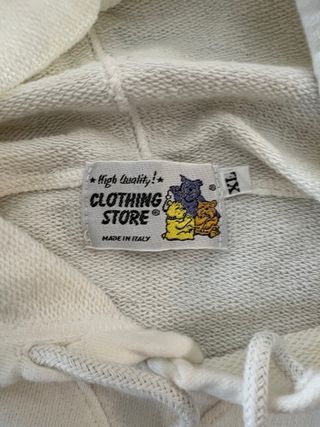 ★ High Quality! ★
CLOTHING
STORE ®
MADE IN ITALY
®
XL